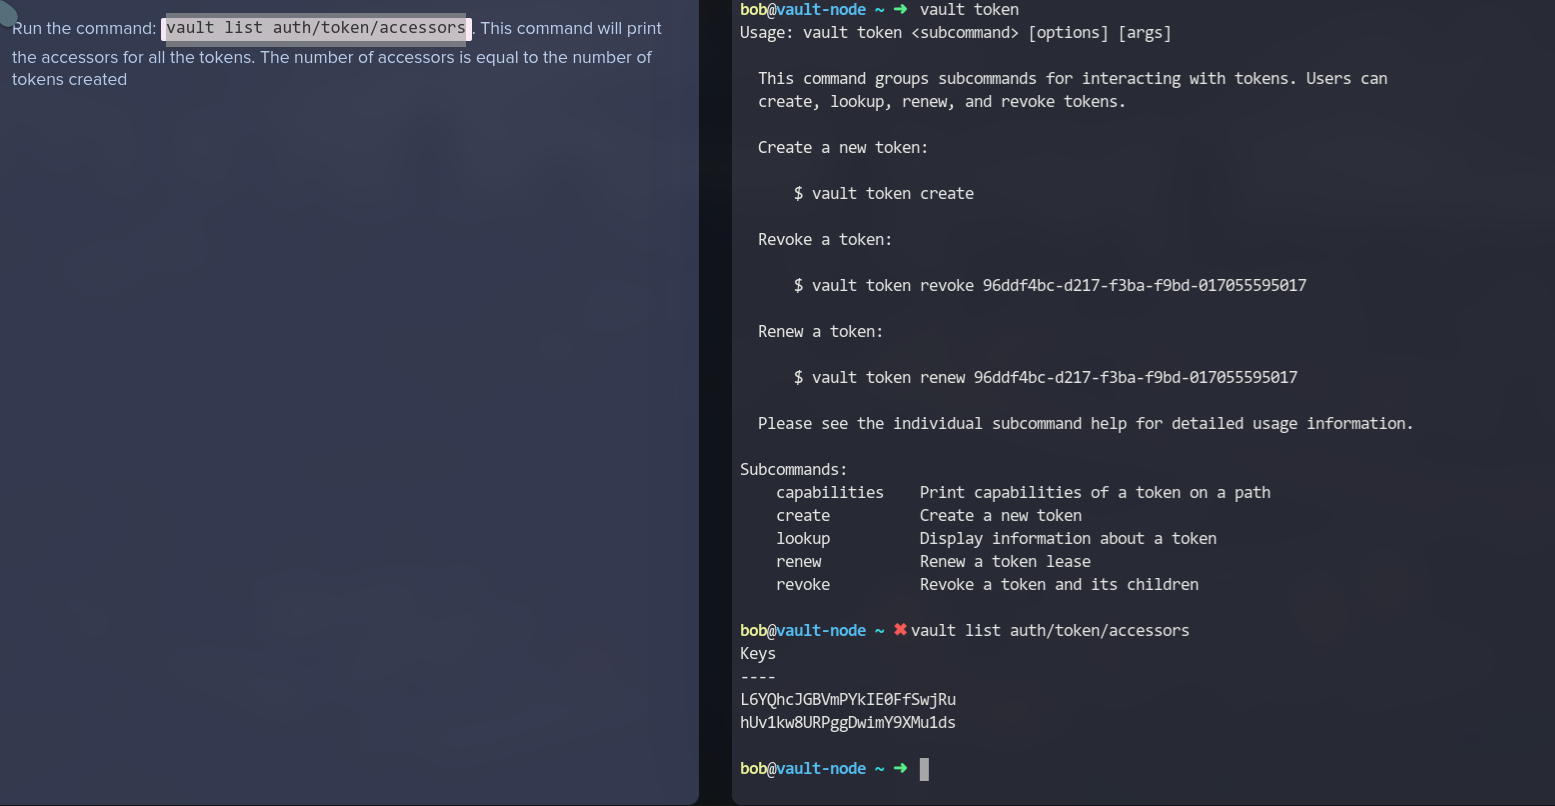 Run the command: vault list auth/token/accessors. This command will print
the accessors for all the tokens. The number of accessors is equal to the number of
tokens created
bob@vault-node ~ ➜ vault token
Usage: vault token <subcommand> [options] [args]
This command groups subcommands for interacting with tokens. Users can
create, lookup, renew, and revoke tokens.
Create a new token:
$ vault token create
Revoke a token:
$ vault token revoke 96ddf4bc-d217-f3ba-f9bd-017055595017
Renew a token:
$ vault token renew 96ddf4bc-d217-f3ba-f9bd-017055595017
Please see the individual subcommand help for detailed usage information.
Subcommands:
capabilities    Print capabilities of a token on a path
create          Create a new token
lookup          Display information about a token
renew           Renew a token lease
revoke          Revoke a token and its children
bob@vault-node ~ ✖ vault list auth/token/accessors
Keys
----
L6YQhcJGBVmPYkIE0FfSwjRu
hUv1kw8URPggDwimY9XMu1ds
bob@vault-node ~ ➜